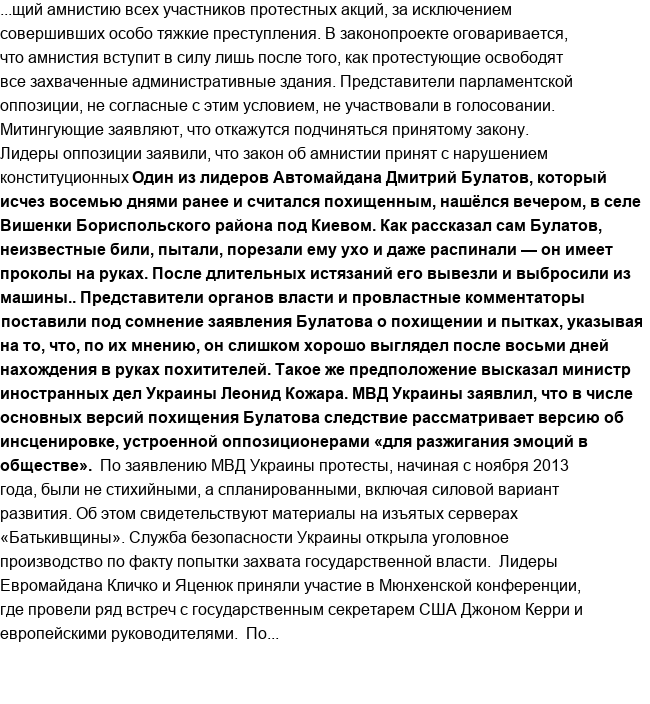 ...щий амнистию всех участников протестных акций, за исключением
совершивших особо тяжкие преступления. В законопроекте оговаривается,
что амнистия вступит в силу лишь после того, как протестующие освободят
все захваченные административные здания. Представители парламентской
оппозиции, не согласные с этим условием, не участвовали в голосовании.
Митингующие заявляют, что откажутся подчиняться принятому закону.
Лидеры оппозиции заявили, что закон об амнистии принят с нарушением
конституционных Один из лидеров Автомайдана Дмитрий Булатов, который
исчез восемью днями ранее и считался похищенным, нашёлся вечером, в селе
Вишенки Бориспольского района под Киевом. Как рассказал сам Булатов,
неизвестные били, пытали, порезали ему ухо и даже распинали — он имеет
проколы на руках. После длительных истязаний его вывезли и выбросили из
машины.. Представители органов власти и провластные комментаторы
поставили под сомнение заявления Булатова о похищении и пытках, указывая
на то, что, по их мнению, он слишком хорошо выглядел после восьми дней
нахождения в руках похитителей. Такое же предположение высказал министр
иностранных дел Украины Леонид Кожара. МВД Украины заявлил, что в числе
основных версий похищения Булатова следствие рассматривает версию об
инсценировке, устроенной оппозиционерами «для разжигания эмоций в
обществе». По заявлению МВД Украины протесты, начиная с ноября 2013
года, были не стихийными, а спланированными, включая силовой вариант
развития. Об этом свидетельствуют материалы на изъятых серверах
«Батькивщины». Служба безопасности Украины открыла уголовное
производство по факту попытки захвата государственной власти. Лидеры
Евромайдана Кличко и Яценюк приняли участие в Мюнхенской конференции,
где провели ряд встреч с государственным секретарем США Джоном Керри и
европейскими руководителями. По...